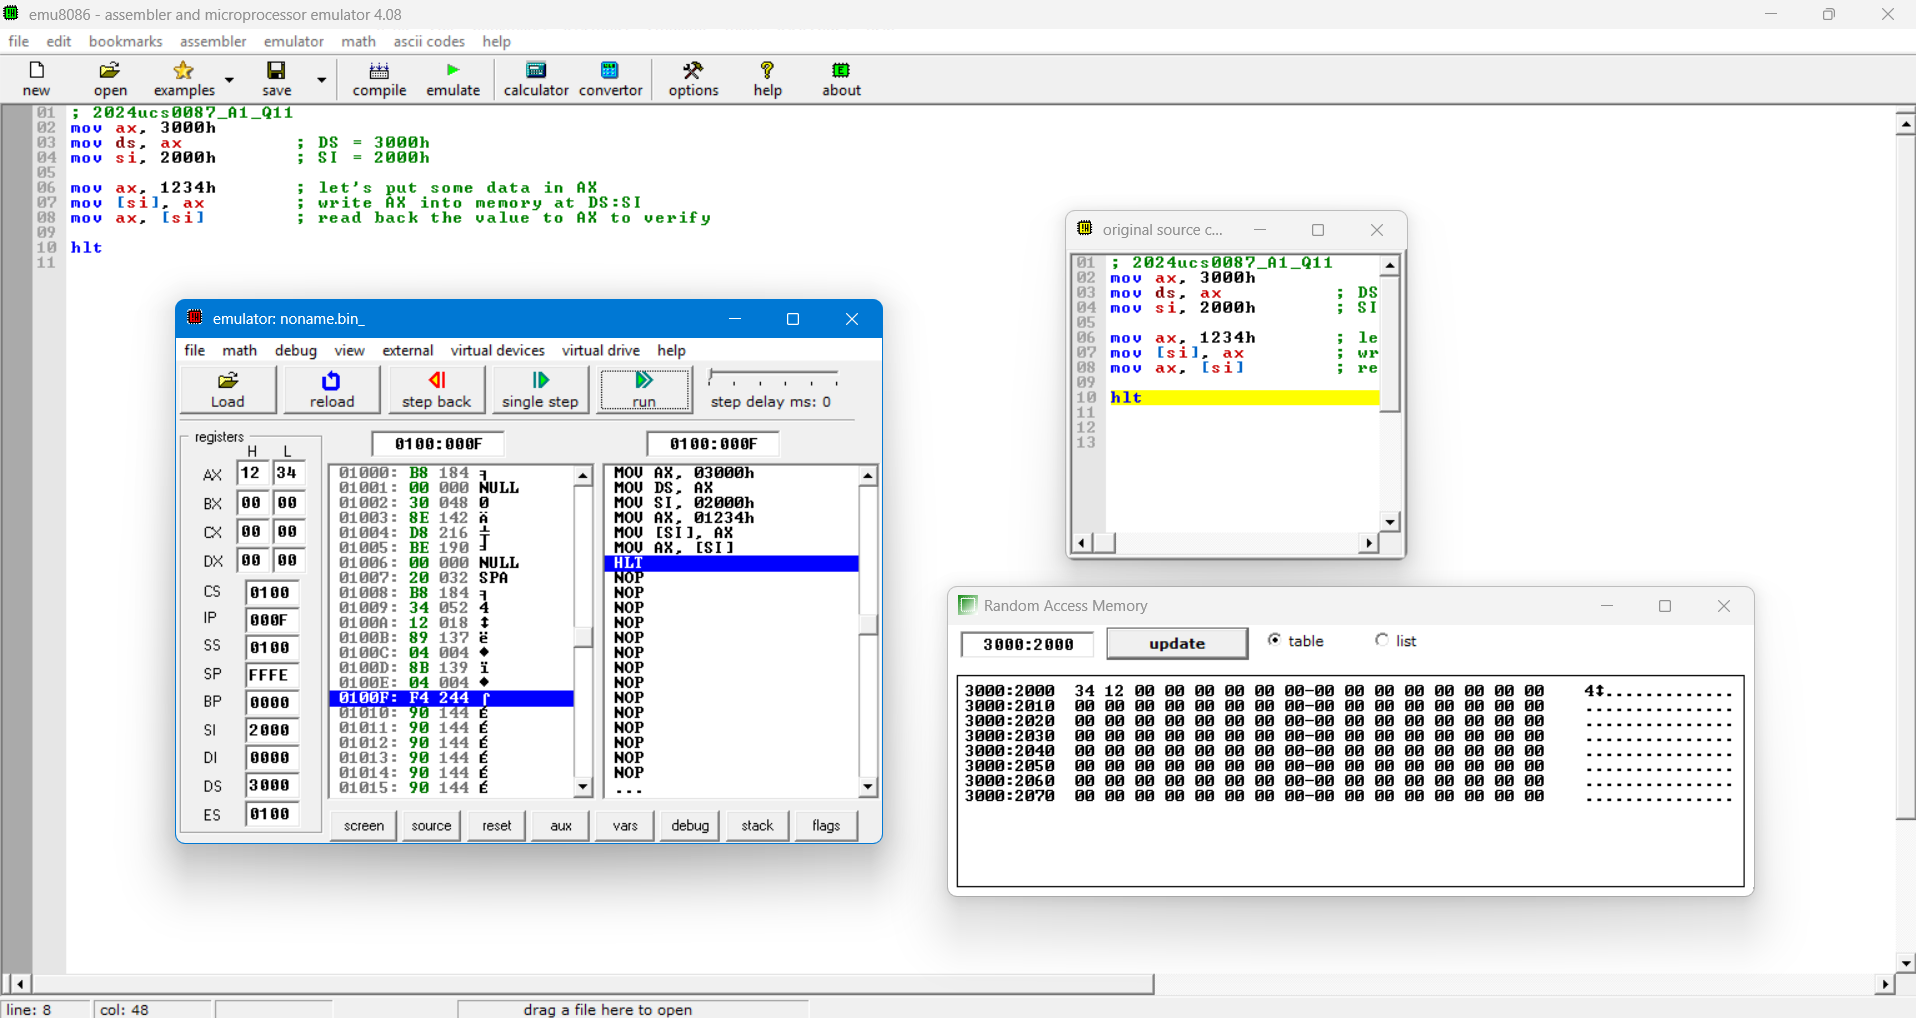 emu8086 - assembler and microprocessor emulator 4.08
file edit bookmarks assembler emulator math ascii codes help
new open examples save compile emulate calculator convertor options help about
01 ; 2024ucs0087_A1_Q11
02 mov ax, 3000h
03 mov ds, ax ; DS = 3000h
04 mov si, 2000h ; SI = 2000h
05
06 mov ax, 1234h ; let's put some data in AX
07 mov [si], ax ; write AX into memory at DS:SI
08 mov ax, [si] ; read back the value to AX to verify
09
10 hlt
11
emulator: noname.bin_
file math debug view external virtual devices virtual drive help
Load reload step back single step run step delay ms: 0
registers
H L
AX 12 34
BX 00 00
CX 00 00
DX 00 00
CS 0100
IP 000F
SS 0100
SP FFFE
BP 0000
SI 2000
DI 0000
DS 3000
ES 0100
0100:000F
01000: B8 184 ╕
01001: 00 000 NULL
01002: 30 048 0
01003: 8E 142 Ä
01004: D8 216 ╪
01005: BE 190 ╛
01006: 00 000 NULL
01007: 20 032 SPA
01008: B8 184 ╕
01009: 34 052 4
0100A: 12 018 ↕
0100B: 89 137 ë
0100C: 04 004 ♦
0100D: 8B 139 ï
0100E: 04 004 ♦
0100F: F4 244 ⌠
01010: 90 144 É
01011: 90 144 É
01012: 90 144 É
01013: 90 144 É
01014: 90 144 É
01015: 90 144 É
0100:000F
MOV AX, 03000h
MOV DS, AX
MOV SI, 02000h
MOV AX, 01234h
MOV [SI], AX
MOV AX, [SI]
HLT
NOP
NOP
NOP
NOP
NOP
NOP
NOP
NOP
NOP
NOP
NOP
NOP
NOP
NOP
...
screen source reset aux vars debug stack flags
original source c...
01 ; 2024ucs0087_A1_Q11
02 mov ax, 3000h
03 mov ds, ax ; DS
04 mov si, 2000h ; SI
05
06 mov ax, 1234h ; le
07 mov [si], ax ; wr
08 mov ax, [si] ; re
09
10 hlt
11
12
13
Random Access Memory
3000:2000 update table list
3000:2000 34 12 00 00 00 00 00 00-00 00 00 00 00 00 00 00 4↕..............
3000:2010 00 00 00 00 00 00 00 00-00 00 00 00 00 00 00 00 ................
3000:2020 00 00 00 00 00 00 00 00-00 00 00 00 00 00 00 00 ................
3000:2030 00 00 00 00 00 00 00 00-00 00 00 00 00 00 00 00 ................
3000:2040 00 00 00 00 00 00 00 00-00 00 00 00 00 00 00 00 ................
3000:2050 00 00 00 00 00 00 00 00-00 00 00 00 00 00 00 00 ................
3000:2060 00 00 00 00 00 00 00 00-00 00 00 00 00 00 00 00 ................
3000:2070 00 00 00 00 00 00 00 00-00 00 00 00 00 00 00 00 ................
line: 8 col: 48 drag a file here to open